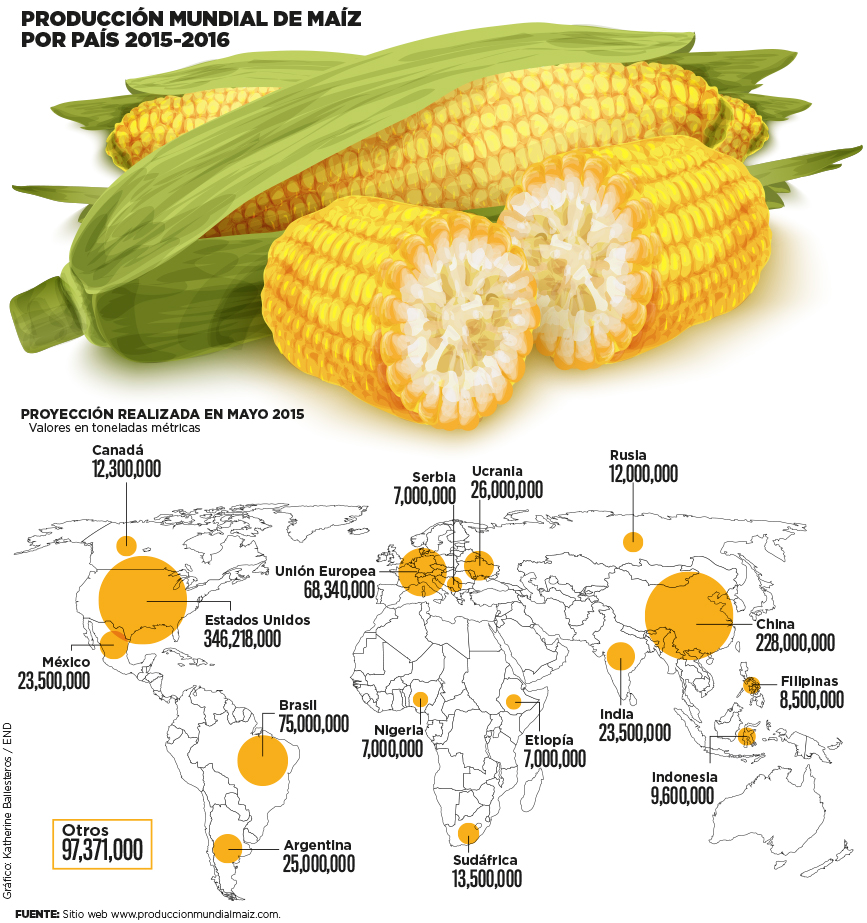 PRODUCCIÓN MUNDIAL DE MAÍZ
POR PAÍS 2015-2016
PROYECCIÓN REALIZADA EN MAYO 2015
Valores en toneladas métricas
Canadá
12,300,000
Serbia
7,000,000
Ucrania
26,000,000
Rusia
12,000,000
Unión Europea
68,340,000
Estados Unidos
346,218,000
China
228,000,000
México
23,500,000
Filipinas
8,500,000
Brasil
75,000,000
Nigeria
7,000,000
Etiopía
7,000,000
India
23,500,000
Indonesia
9,600,000
Otros
97,371,000
Argentina
25,000,000
Sudáfrica
13,500,000
Gráfico: Katherine Ballesteros / END
FUENTE: Sitio web www.produccionmundialmaiz.com.